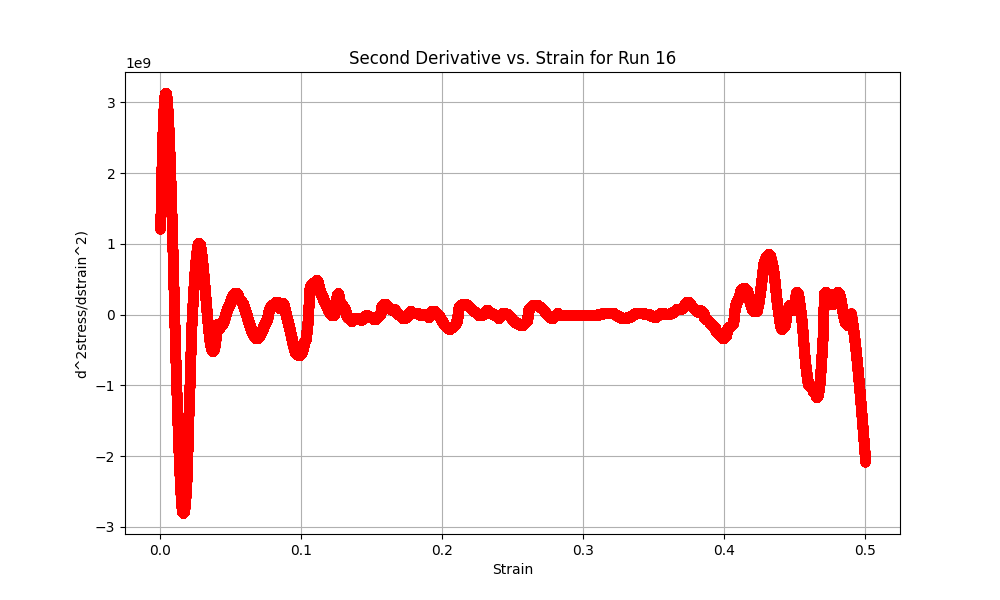 Second Derivative vs. Strain for Run 16
1e9
3
2
1
0
−1
−2
−3
d^2stress/dstrain^2)
0.0 0.1 0.2 0.3 0.4 0.5
Strain